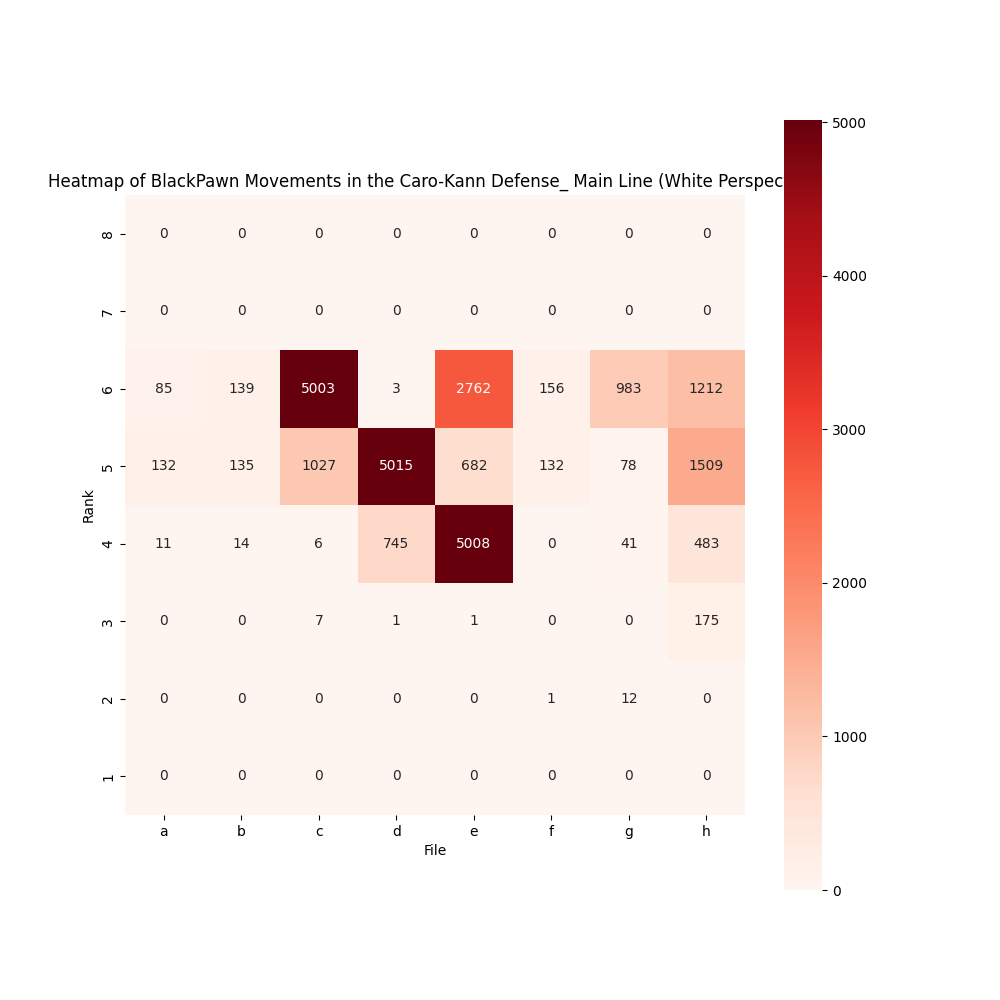 Heatmap of BlackPawn Movements in the Caro-Kann Defense_ Main Line (White Perspec
5000
4000
3000
2000
1000
0
Rank
8 0 0 0 0 0 0 0 0
7 0 0 0 0 0 0 0 0
6 85 139 5003 3 2762 156 983 1212
5 132 135 1027 5015 682 132 78 1509
4 11 14 6 745 5008 0 41 483
3 0 0 7 1 1 0 0 175
2 0 0 0 0 0 1 12 0
1 0 0 0 0 0 0 0 0
a b c d e f g h
File